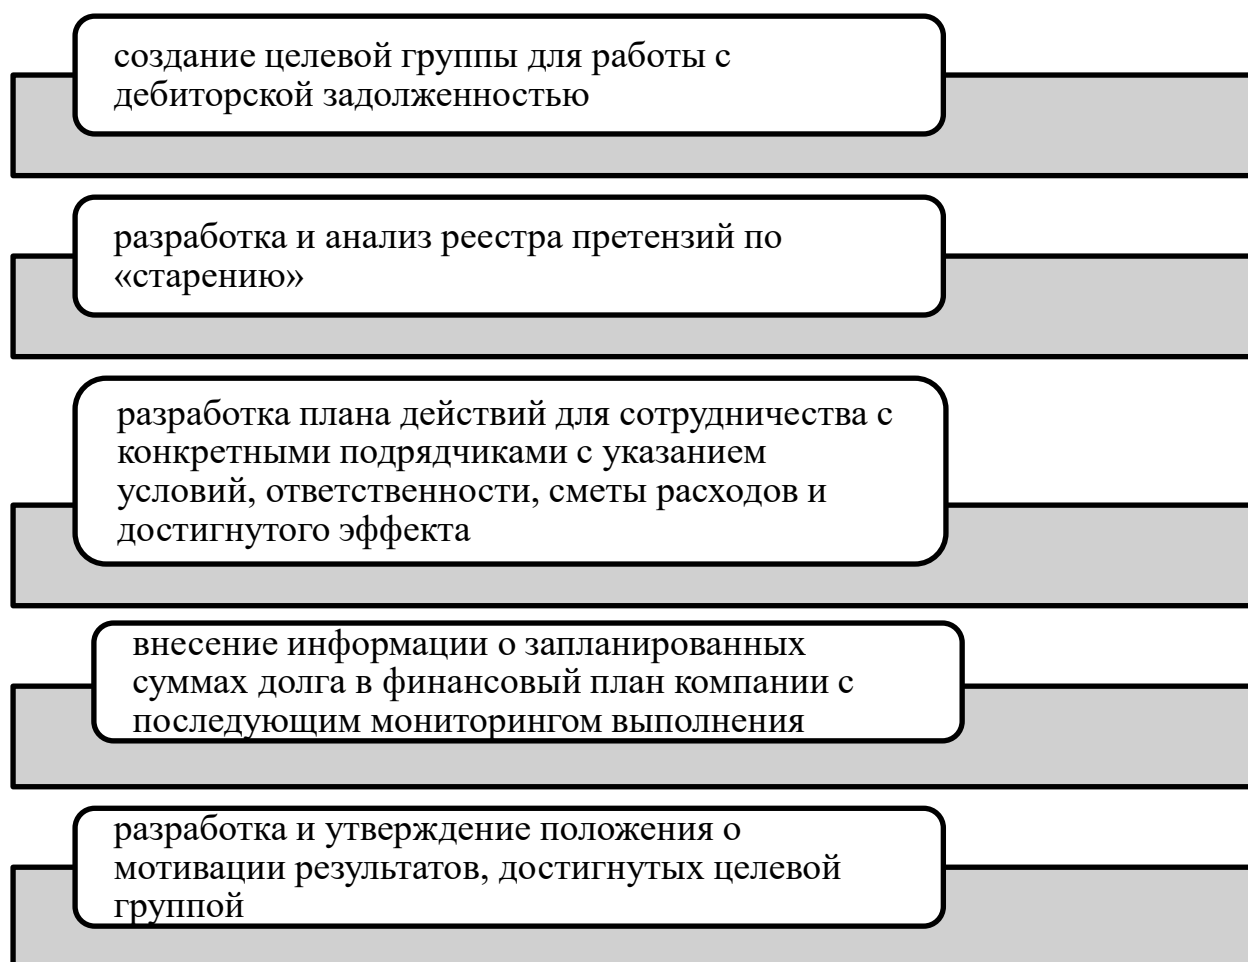 создание целевой группы для работы с
дебиторской задолженностью
разработка и анализ реестра претензий по
«старению»
разработка плана действий для сотрудничества с
конкретными подрядчиками с указанием
условий, ответственности, сметы расходов и
достигнутого эффекта
внесение информации о запланированных
суммах долга в финансовый план компании с
последующим мониторингом выполнения
разработка и утверждение положения о
мотивации результатов, достигнутых целевой
группой